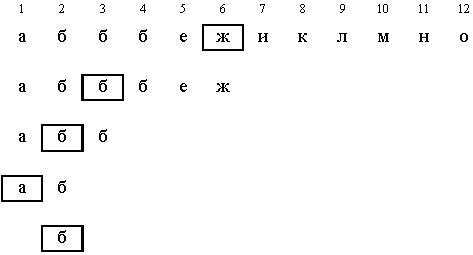 1 2 3 4 5 6 7 8 9 10 11 12
а б б б е ж и к л м н о
а б б б е ж
а б б
а б
б